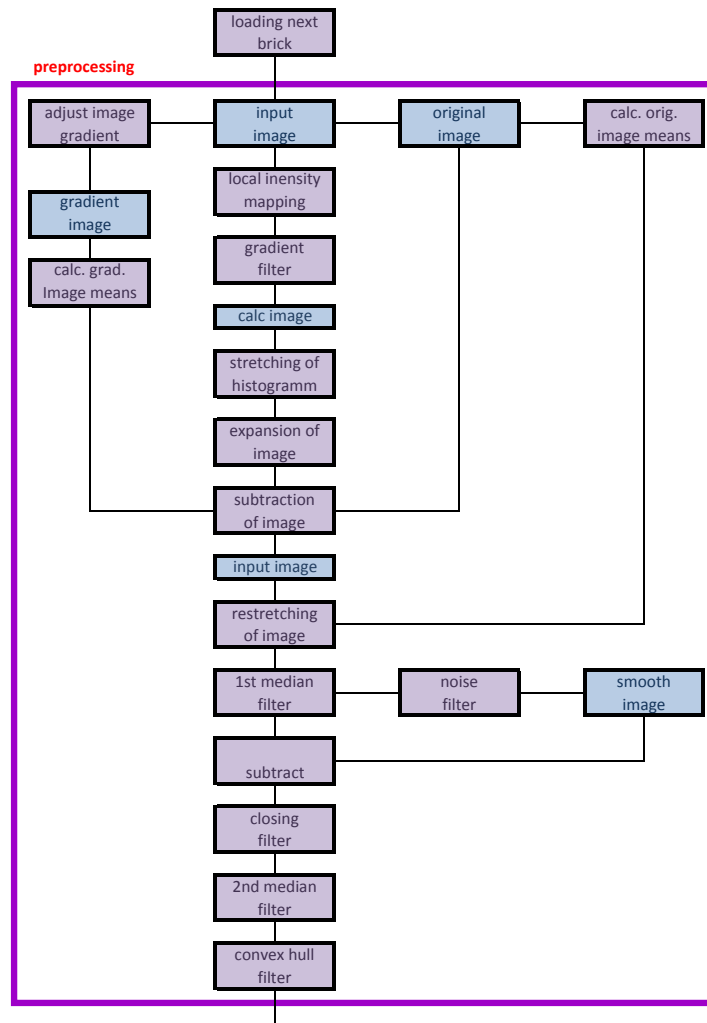 loading next
brick
preprocessing
adjust image
gradient
input
image
original
image
calc. orig.
image means
gradient
image
local inensity
mapping
calc. grad.
Image means
gradient
filter
calc image
stretching of
histogramm
expansion of
image
subtraction
of image
input image
restretching
of image
1st median
filter
noise
filter
smooth
image
subtract
closing
filter
2nd median
filter
convex hull
filter